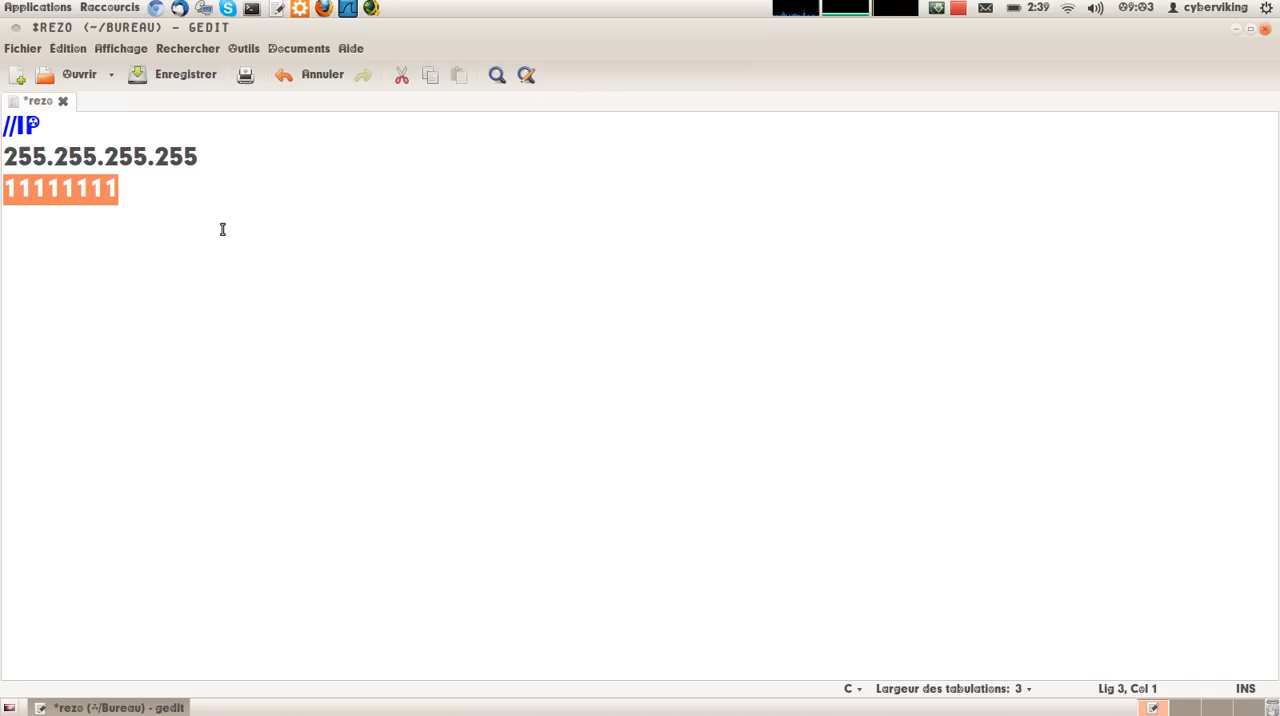 Applications Raccourcis 2:39 09:03 cyberviking
*REZO (~/BUREAU) - GEDIT
Fichier Édition Affichage Rechercher Outils Documents Aide
Ouvrir Enregistrer Annuler
*rezo
//IP
255.255.255.255
11111111
C Largeur des tabulations: 3 Lig 3, Col 1 INS
*rezo (~/Bureau) - gedit